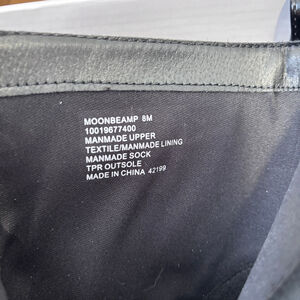 MOONBEAMP 8M
10019677400
MANMADE UPPER
TEXTILE/MANMADE LINING
MANMADE SOCK
TPR OUTSOLE
MADE IN CHINA 42199